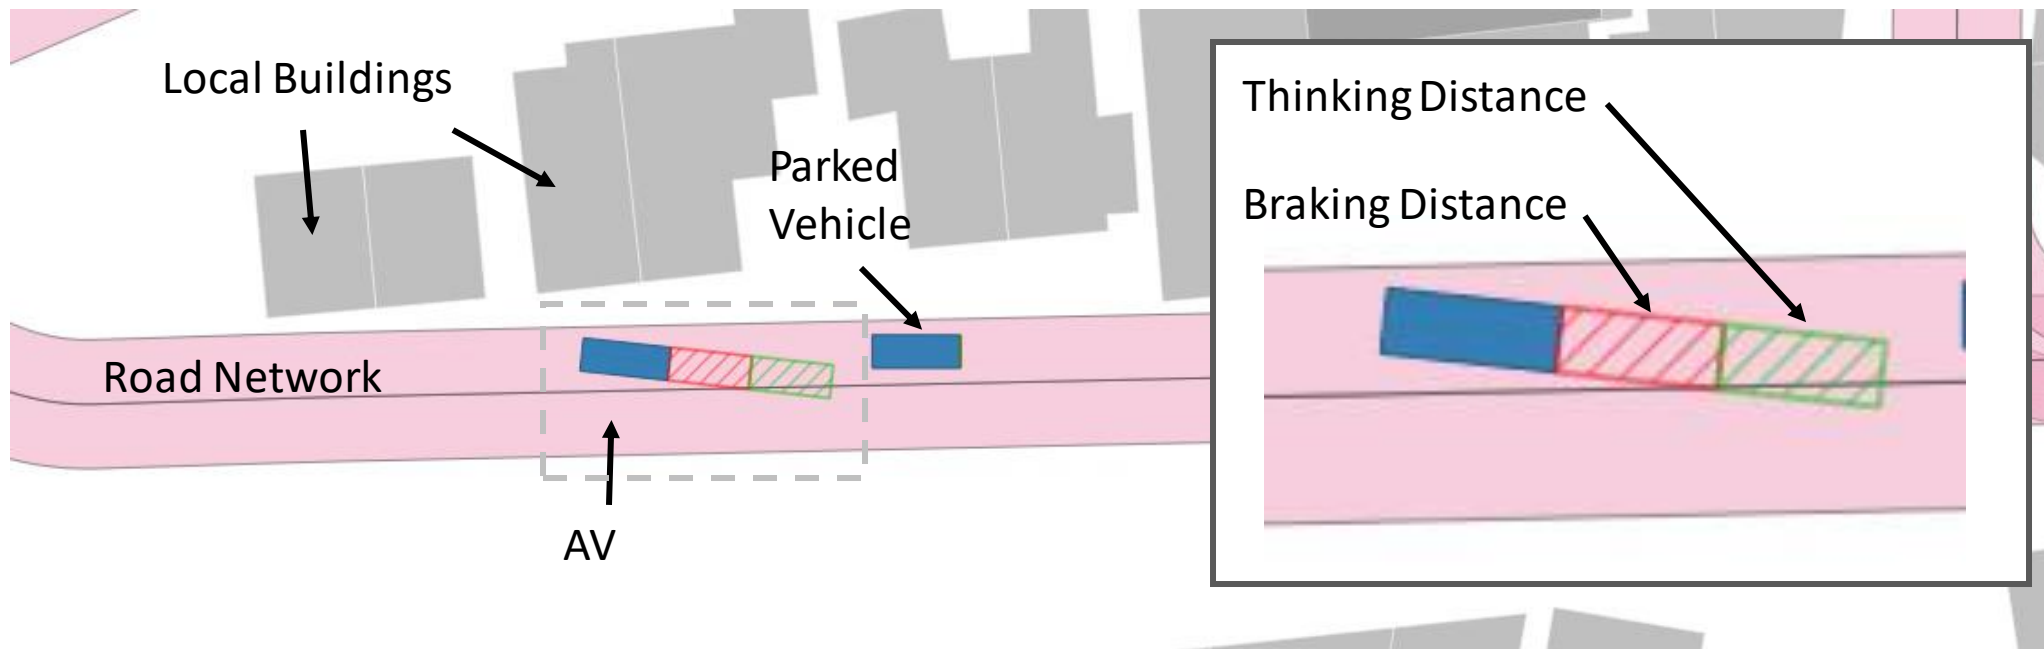 Local Buildings
Parked
Vehicle
Road Network
AV
Thinking Distance
Braking Distance